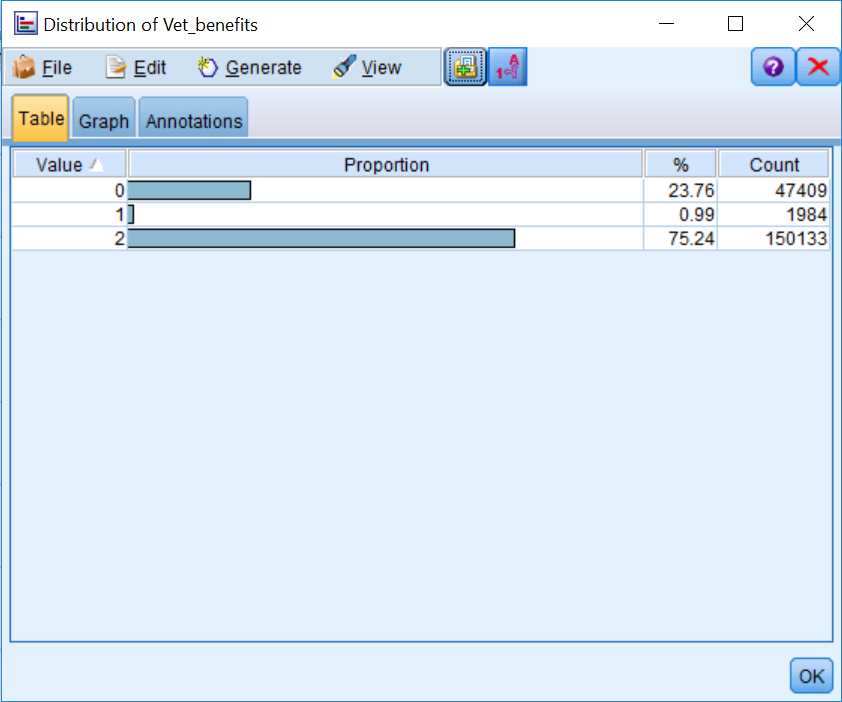 Distribution of Vet_benefits
File Edit Generate View
Table Graph Annotations
Value Proportion % Count
0 23.76 47409
1 0.99 1984
2 75.24 150133
OK